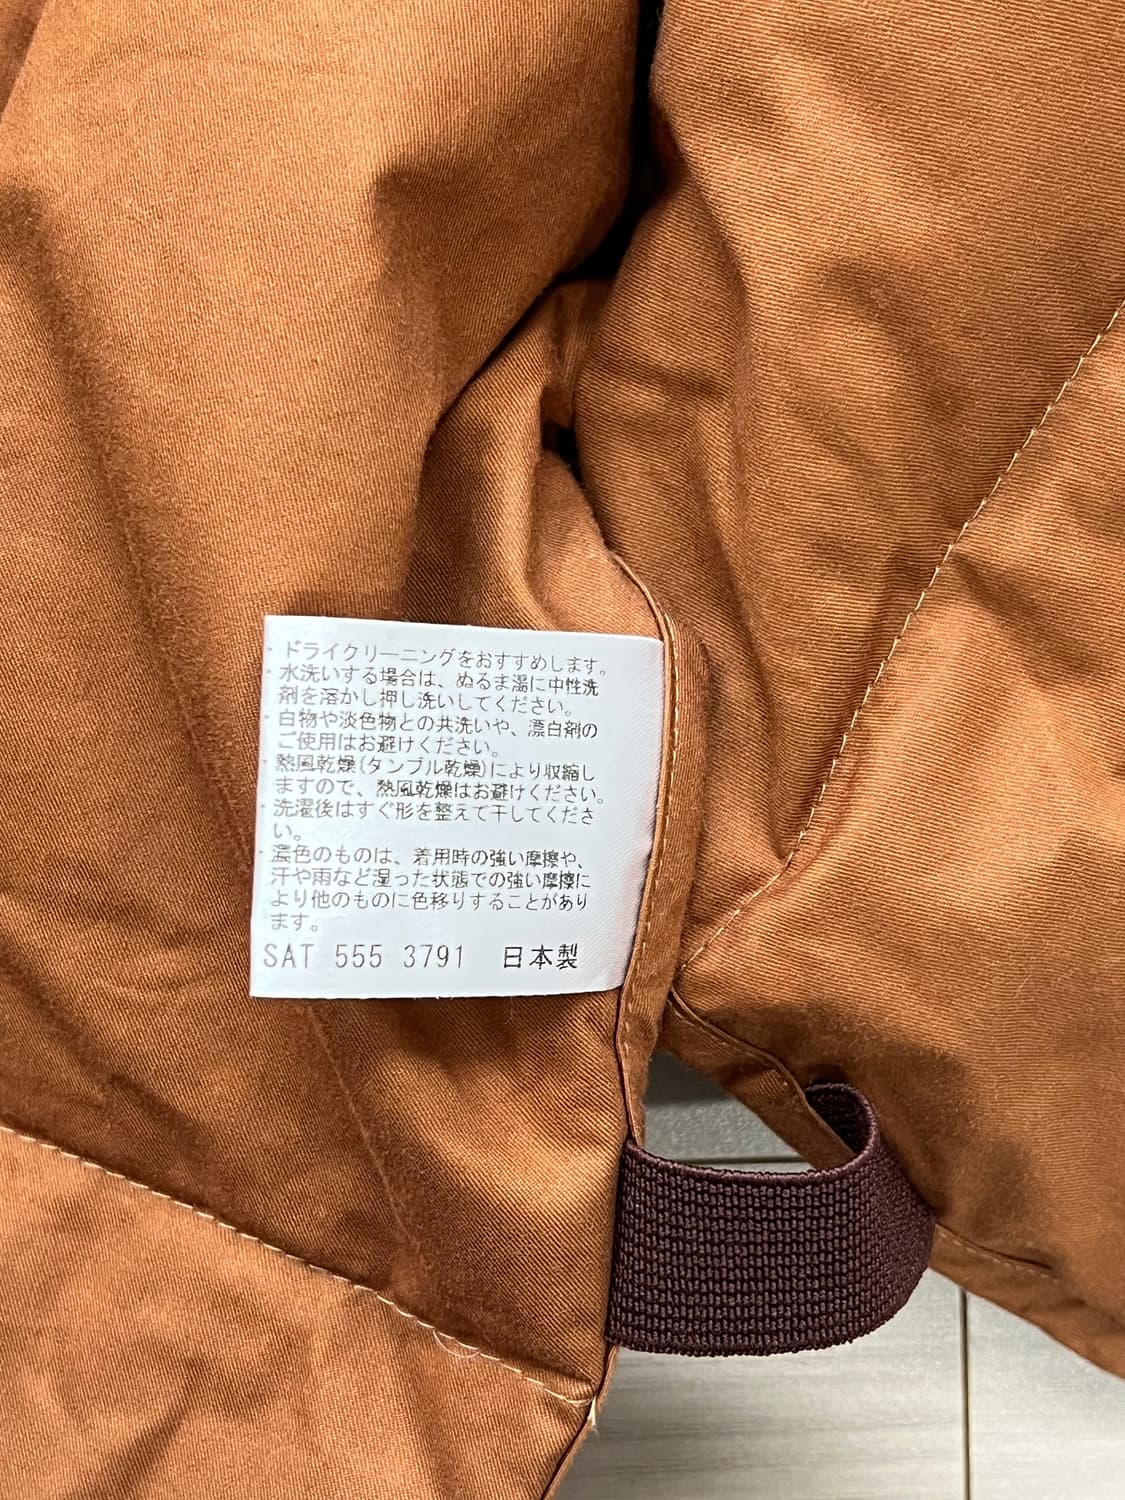 ・ドライクリーニングをおすすめします。
水洗いする場合は、ぬるま湯に中性洗
剤を溶かし押し洗いしてください。
・白物や淡色物との共洗いや、漂白剤の
ご使用はお避けください。
・熱風乾燥(タンブル乾燥)により収縮し
ますので、熱風乾燥はお避けください。
・洗濯後はすぐ形を整えて干してくださ
い。
・濃色のものは、着用時の強い摩擦や、
汗や雨など湿った状態での強い摩擦に
より他のものに色移りすることがあり
ます。
SAT 555 3791 日本製